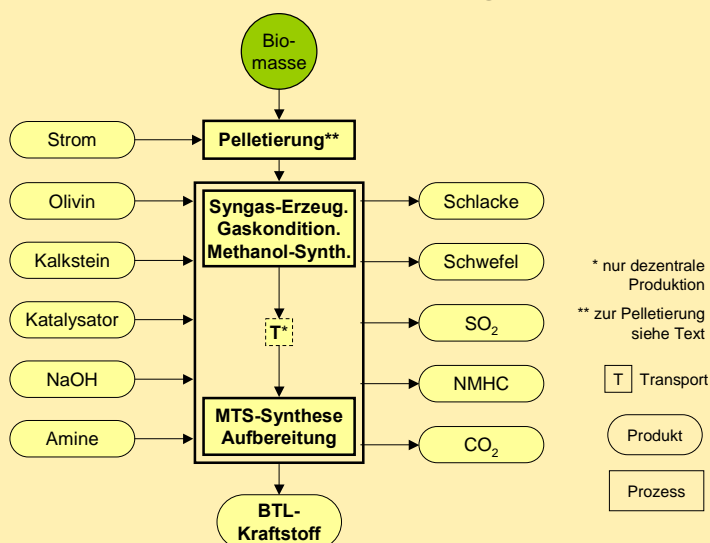 Bio-
masse
Strom
Pelletierung**
Olivin
Syngas-Erzeug.
Gaskondition.
Methanol-Synth.
Schlacke
Kalkstein
Schwefel
* nur dezentrale
Produktion
Katalysator
T*
SO₂
** zur Pelletierung
siehe Text
NaOH
NMHC
T Transport
Amine
MTS-Synthese
Aufbereitung
CO₂
Produkt
BTL-
Kraftstoff
Prozess